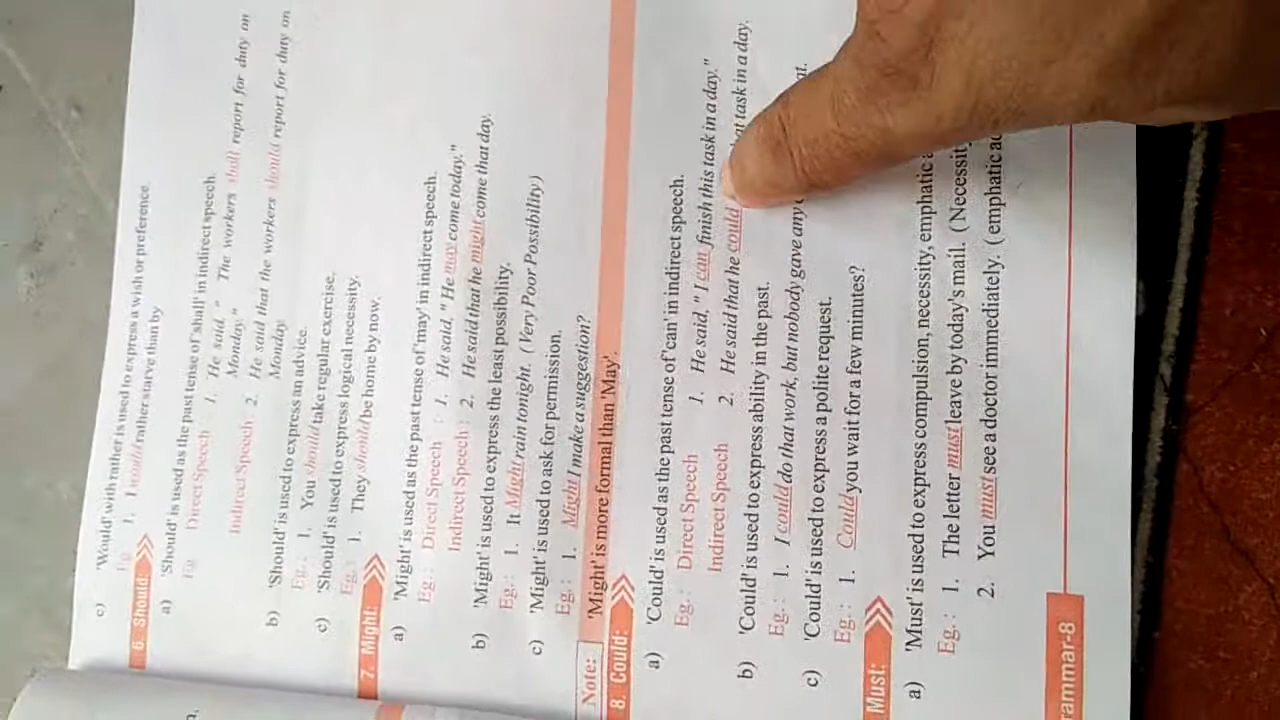 c) 'Would' with rather is used to express a wish or preference.
Eg 1. I would rather starve than by
6. Should:
a) 'Should' is used as the past tense of 'shall' in indirect speech.
Eg Direct Speech 1. He said, " The workers shall report for duty on
Monday."
Indirect Speech 2. He said that the workers should report for duty on
Monday.
b) 'Should' is used to express an advice.
Eg.: 1. You should take regular exercise.
c) 'Should' is used to express logical necessity.
Eg.: 1. They should be home by now.
7. Might:
a) 'Might' is used as the past tense of 'may' in indirect speech.
Eg.: Direct Speech : 1. He said, " He may come today."
Indirect Speech : 2. He said that he might come that day.
b) 'Might' is used to express the least possibility.
Eg.: 1. It Might rain tonight. (Very Poor Possibility)
c) 'Might' is used to ask for permission.
Eg.: 1. Might I make a suggestion?
Note: 'Might' is more formal than 'May'.
8. Could:
a) 'Could' is used as the past tense of 'can' in indirect speech.
Eg.: Direct Speech 1. He said, " I can finish this task in a day."
Indirect Speech 2. He said that he could task in a day.
b) 'Could' is used to express ability in the past.
Eg.: 1. I could do that work, but nobody gave any
c) 'Could' is used to express a polite request.
Eg.: 1. Could you wait for a few minutes?
Must:
a) 'Must' is used to express compulsion, necessity, emphatic
Eg.: 1. The letter must leave by today's mail. (Necessity
2. You must see a doctor immediately. (emphatic
rammar-8